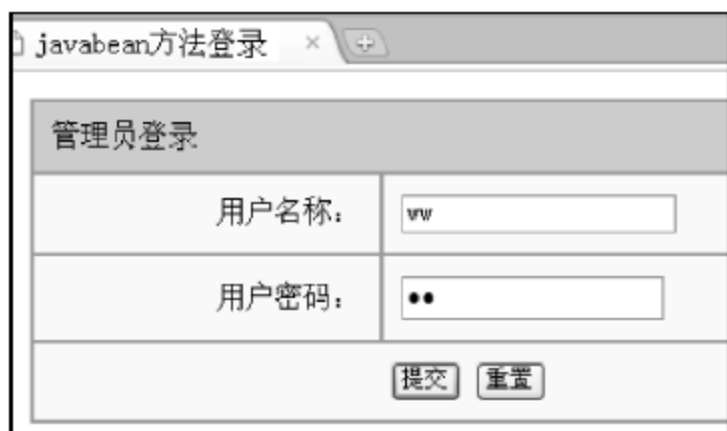 javabean方法登录
管理员登录
用户名称： vw
用户密码： ●●
提交 重置